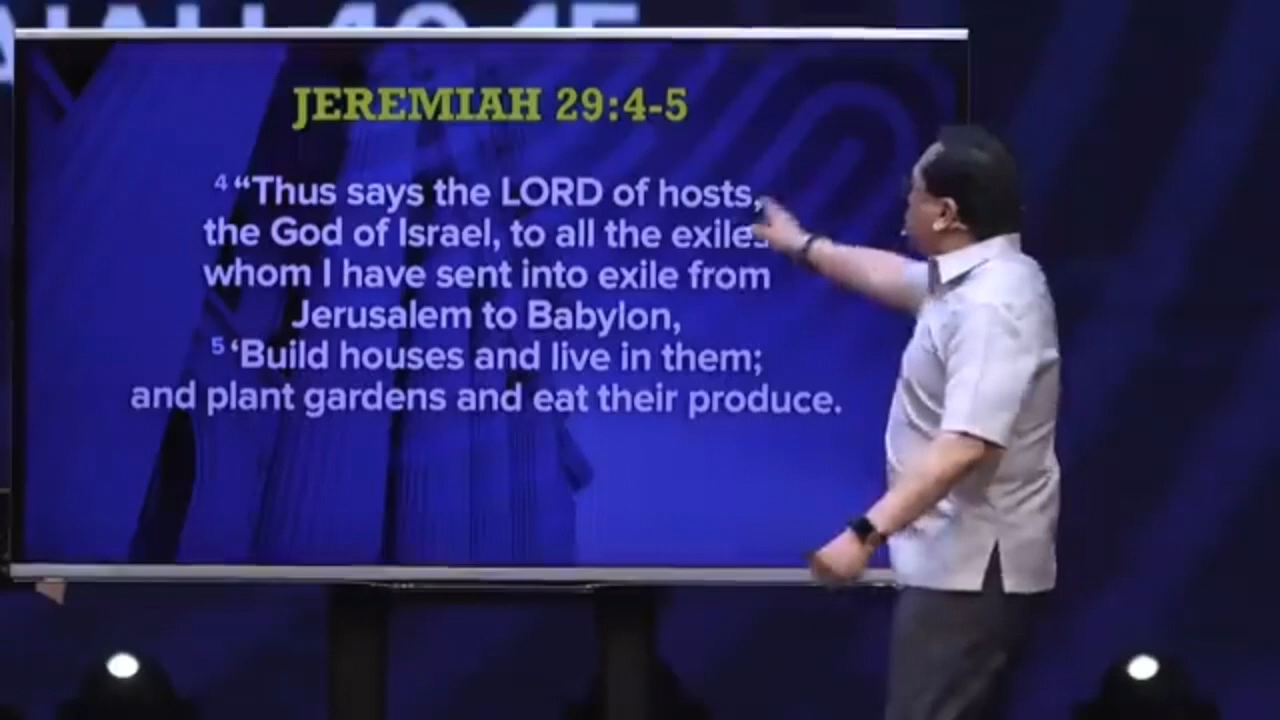 JEREMIAH 29:4-5
4 “Thus says the LORD of hosts,
the God of Israel, to all the exiles
whom I have sent into exile from
Jerusalem to Babylon,
5 ‘Build houses and live in them;
and plant gardens and eat their produce.